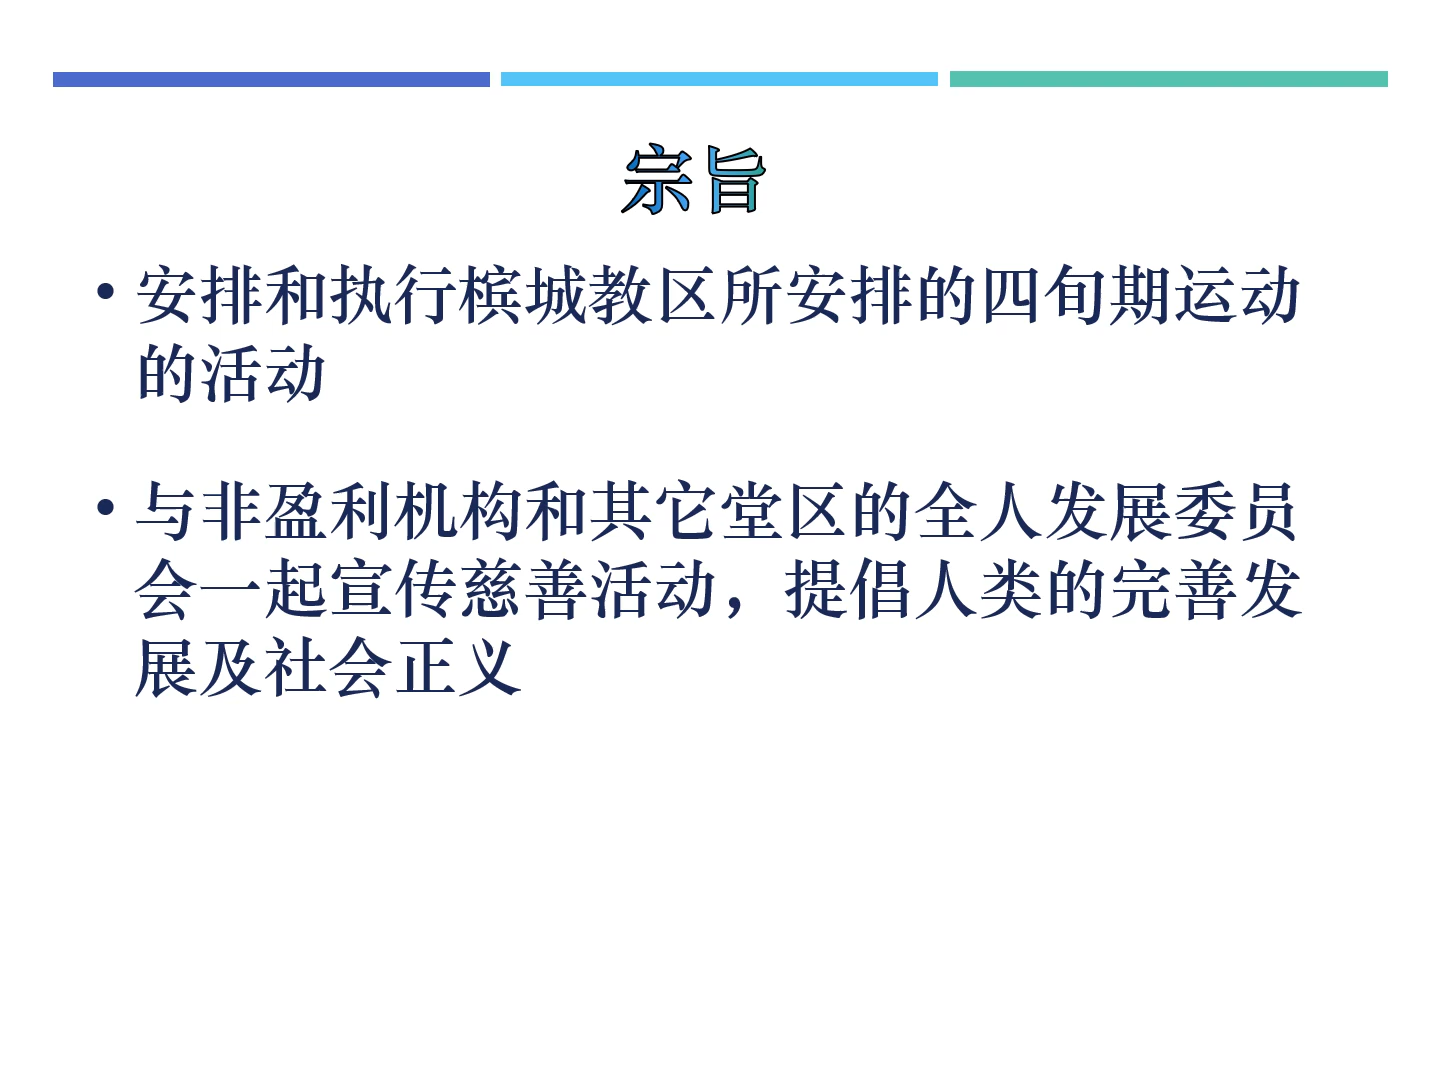 宗旨
• 安排和执行槟城教区所安排的四旬期运动
的活动
• 与非盈利机构和其它堂区的全人发展委员
会一起宣传慈善活动，提倡人类的完善发
展及社会正义